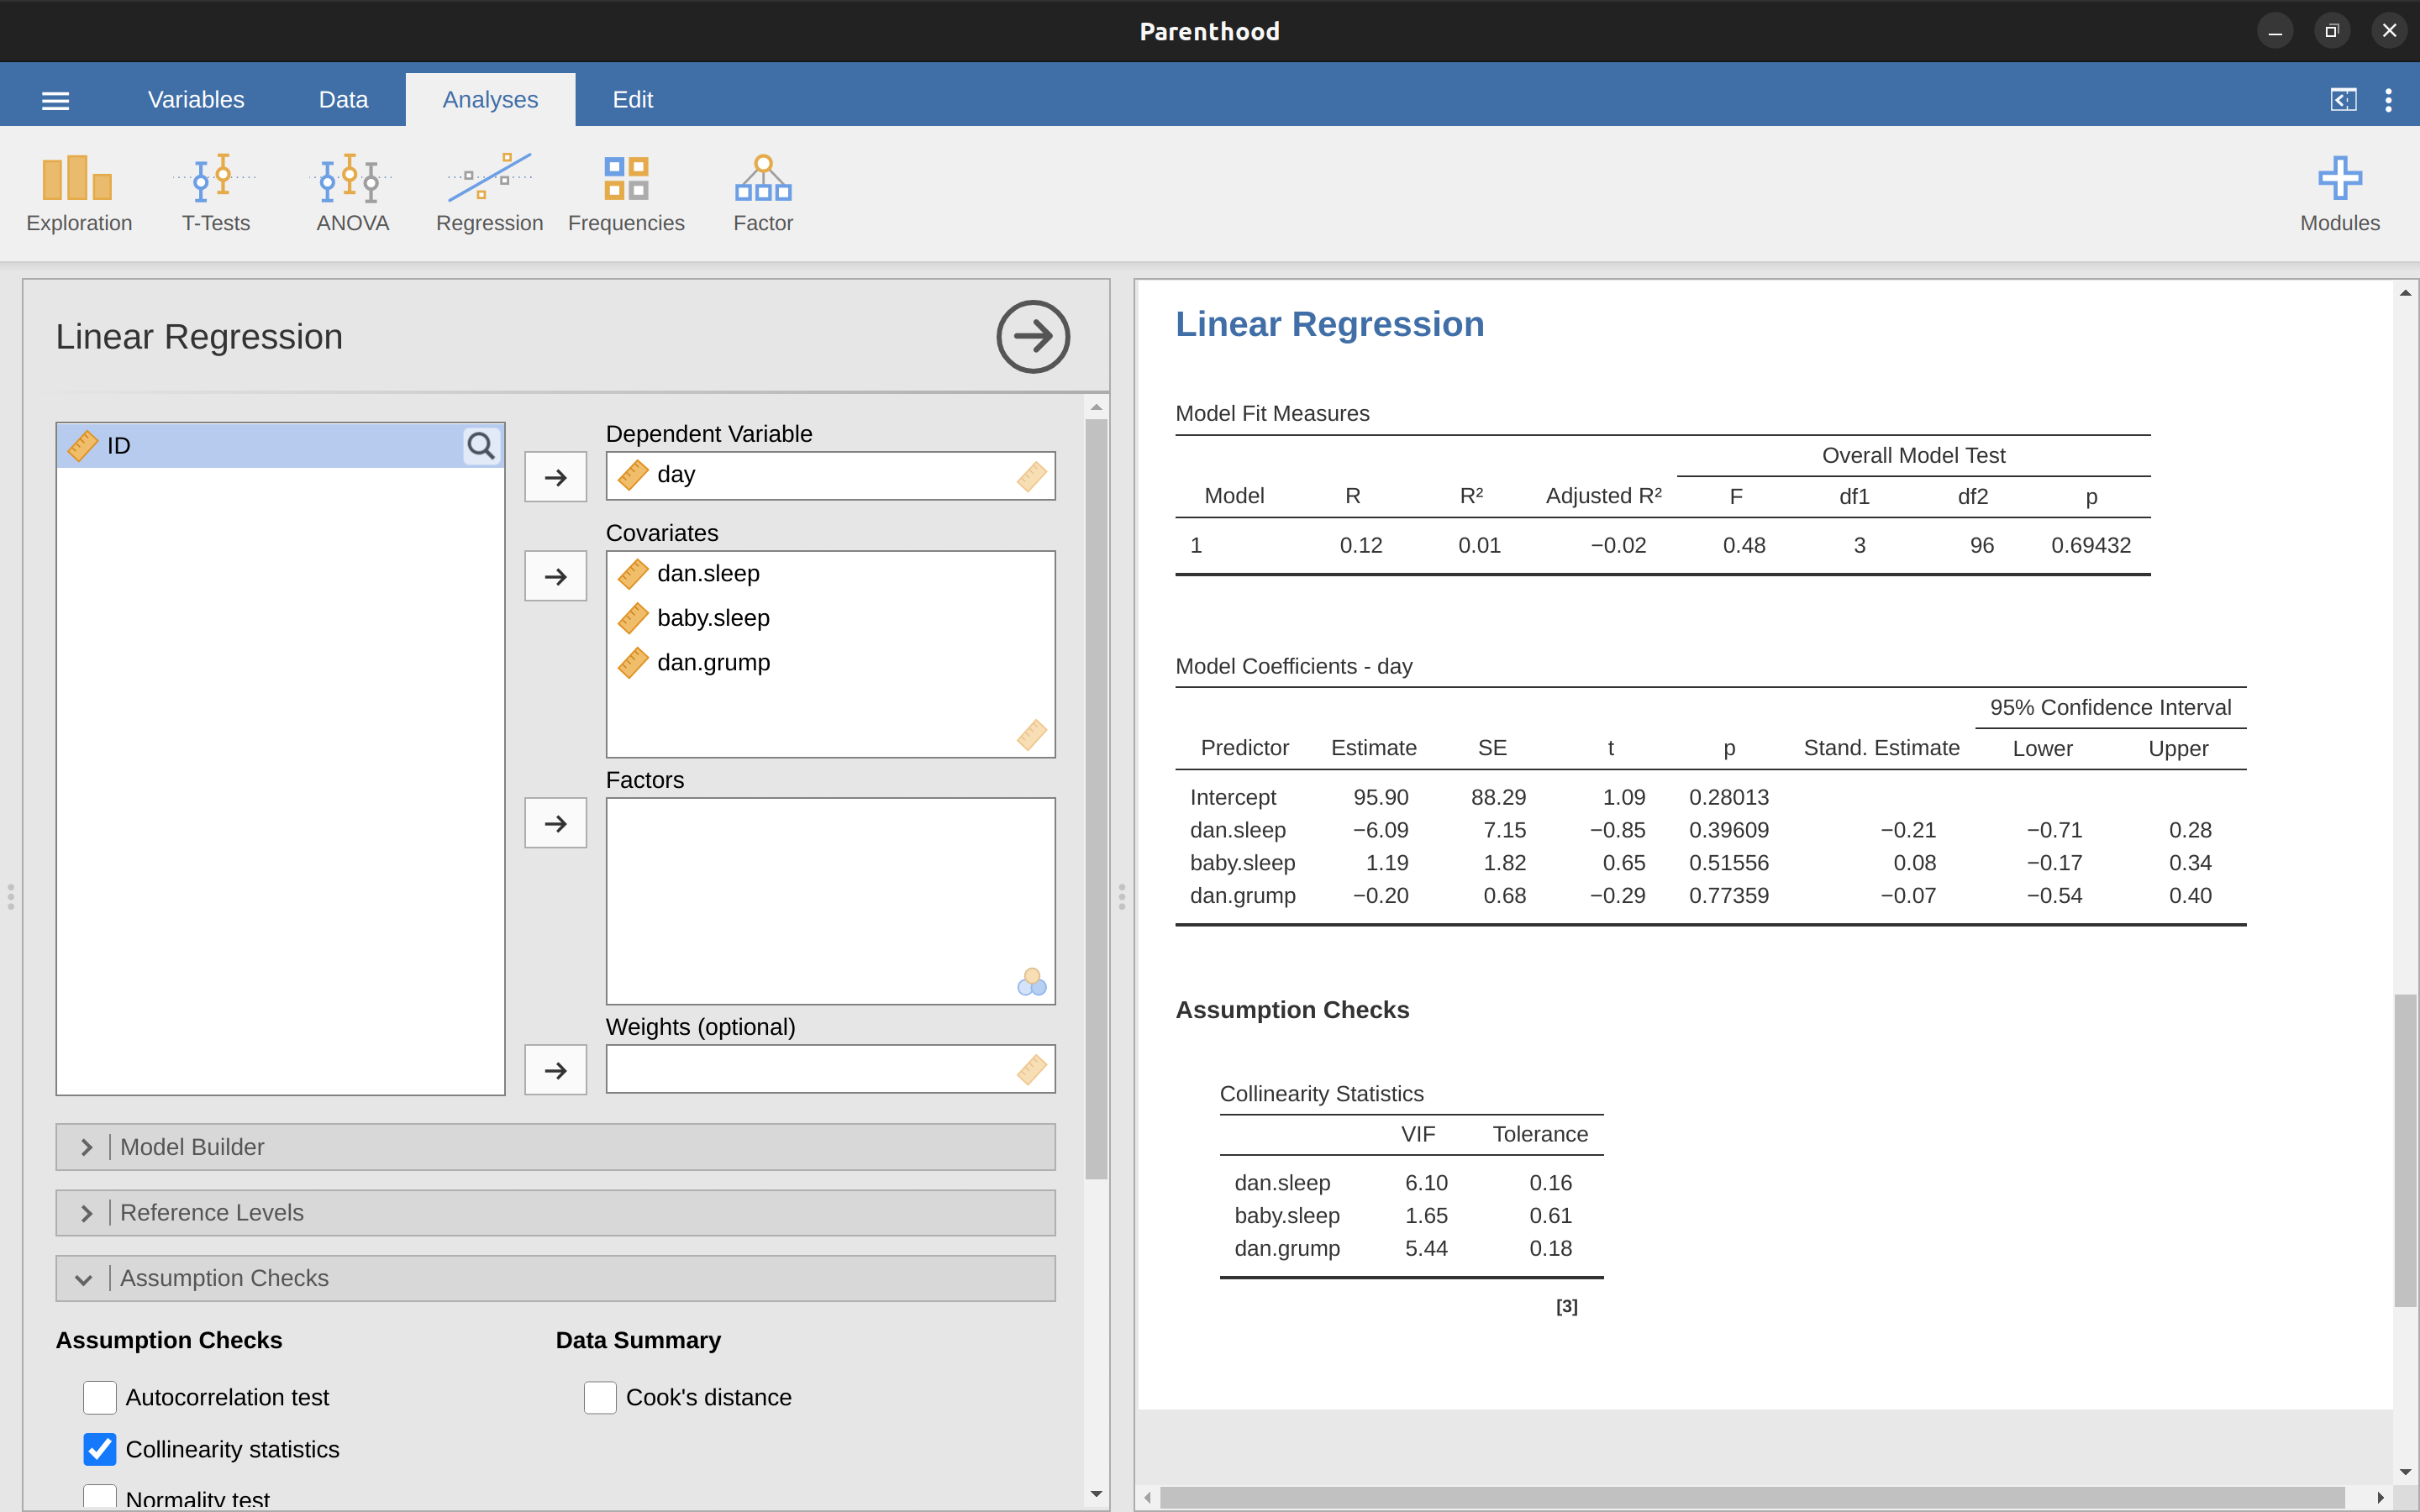 Parenthood
Variables Data Analyses Edit
Exploration T-Tests ANOVA Regression Frequencies Factor Modules
Linear Regression
ID
Dependent Variable
day
Covariates
dan.sleep
baby.sleep
dan.grump
Factors
Weights (optional)
Model Builder
Reference Levels
Assumption Checks
Assumption Checks Data Summary
Autocorrelation test Cook's distance
Collinearity statistics
Normality test
Linear Regression
Model Fit Measures
Overall Model Test
Model R R² Adjusted R² F df1 df2 p
1 0.12 0.01 −0.02 0.48 3 96 0.69432
Model Coefficients - day
95% Confidence Interval
Predictor Estimate SE t p Stand. Estimate Lower Upper
Intercept 95.90 88.29 1.09 0.28013
dan.sleep −6.09 7.15 −0.85 0.39609 −0.21 −0.71 0.28
baby.sleep 1.19 1.82 0.65 0.51556 0.08 −0.17 0.34
dan.grump −0.20 0.68 −0.29 0.77359 −0.07 −0.54 0.40
Assumption Checks
Collinearity Statistics
VIF Tolerance
dan.sleep 6.10 0.16
baby.sleep 1.65 0.61
dan.grump 5.44 0.18
[3]